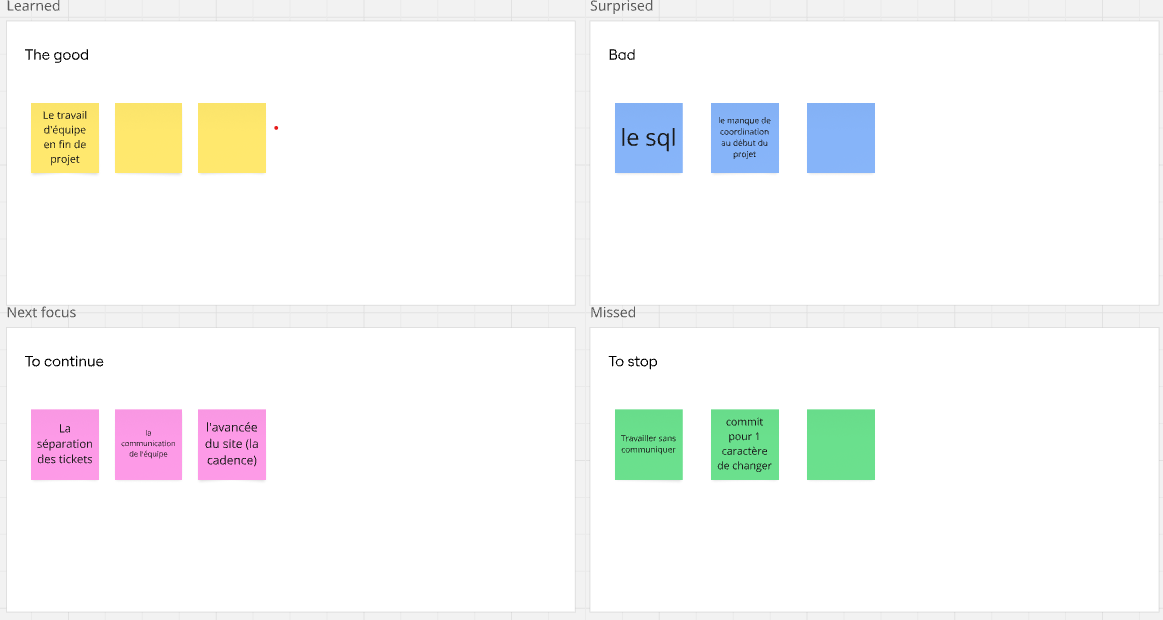 Learned
The good
Le travail
d'équipe
en fin de
projet
Surprised
Bad
le sql
le manque de
coordination
au début du
projet
Next focus
To continue
La
séparation
des tickets
la
communication
de l'équipe
l'avancée
du site (la
cadence)
Missed
To stop
Travailler sans
communiquer
commit
pour 1
caractère
de changer